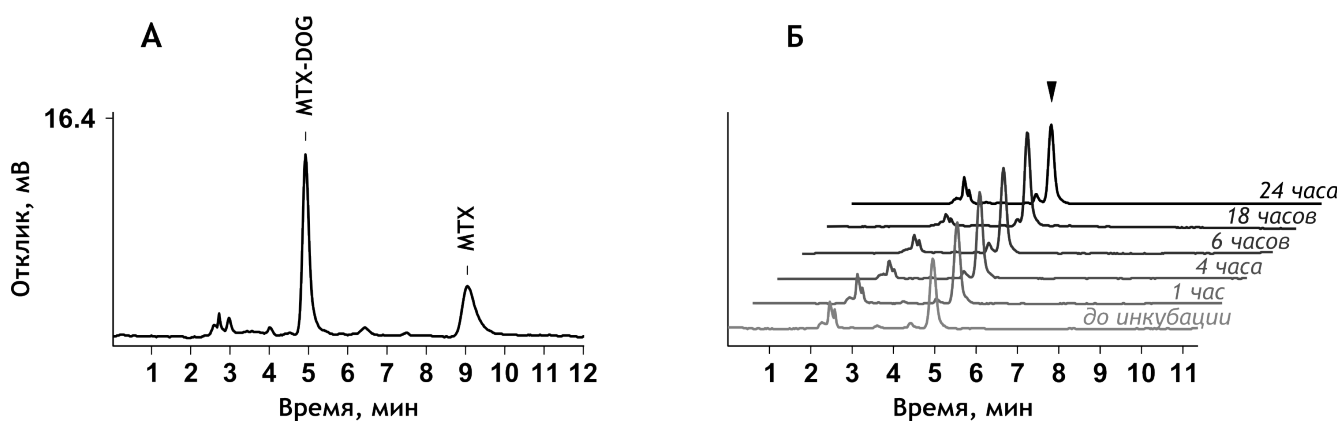 А
16.4
Отклик, мВ
MTX-DOG
MTX
1 2 3 4 5 6 7 8 9 10 11 12
Время, мин
Б
24 часа
18 часов
6 часов
4 часа
1 час
до инкубации
1 2 3 4 5 6 7 8 9 10 11
Время, мин